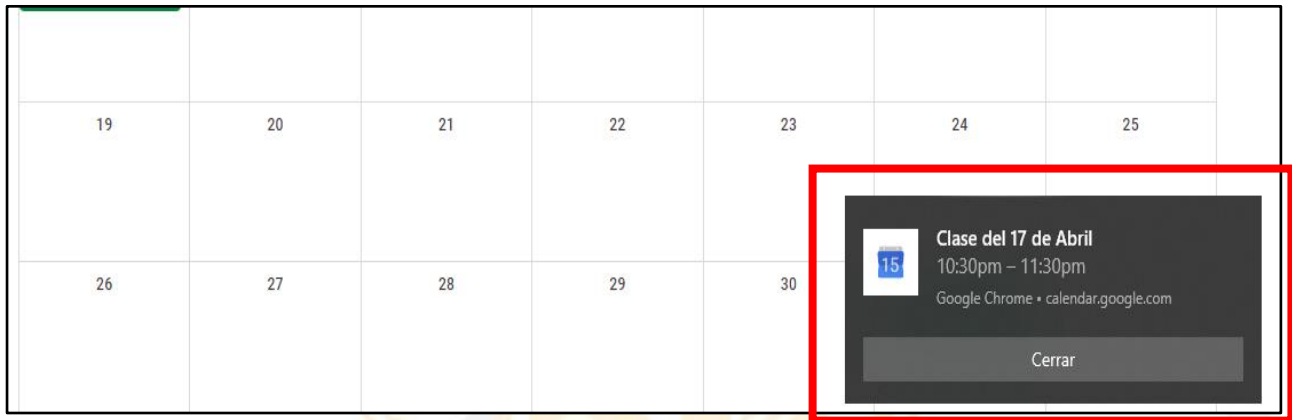 19 20 21 22 23 24 25
Clase del 17 de Abril
15
10:30pm – 11:30pm
26 27 28 29 30
Google Chrome • calendar.google.com
Cerrar